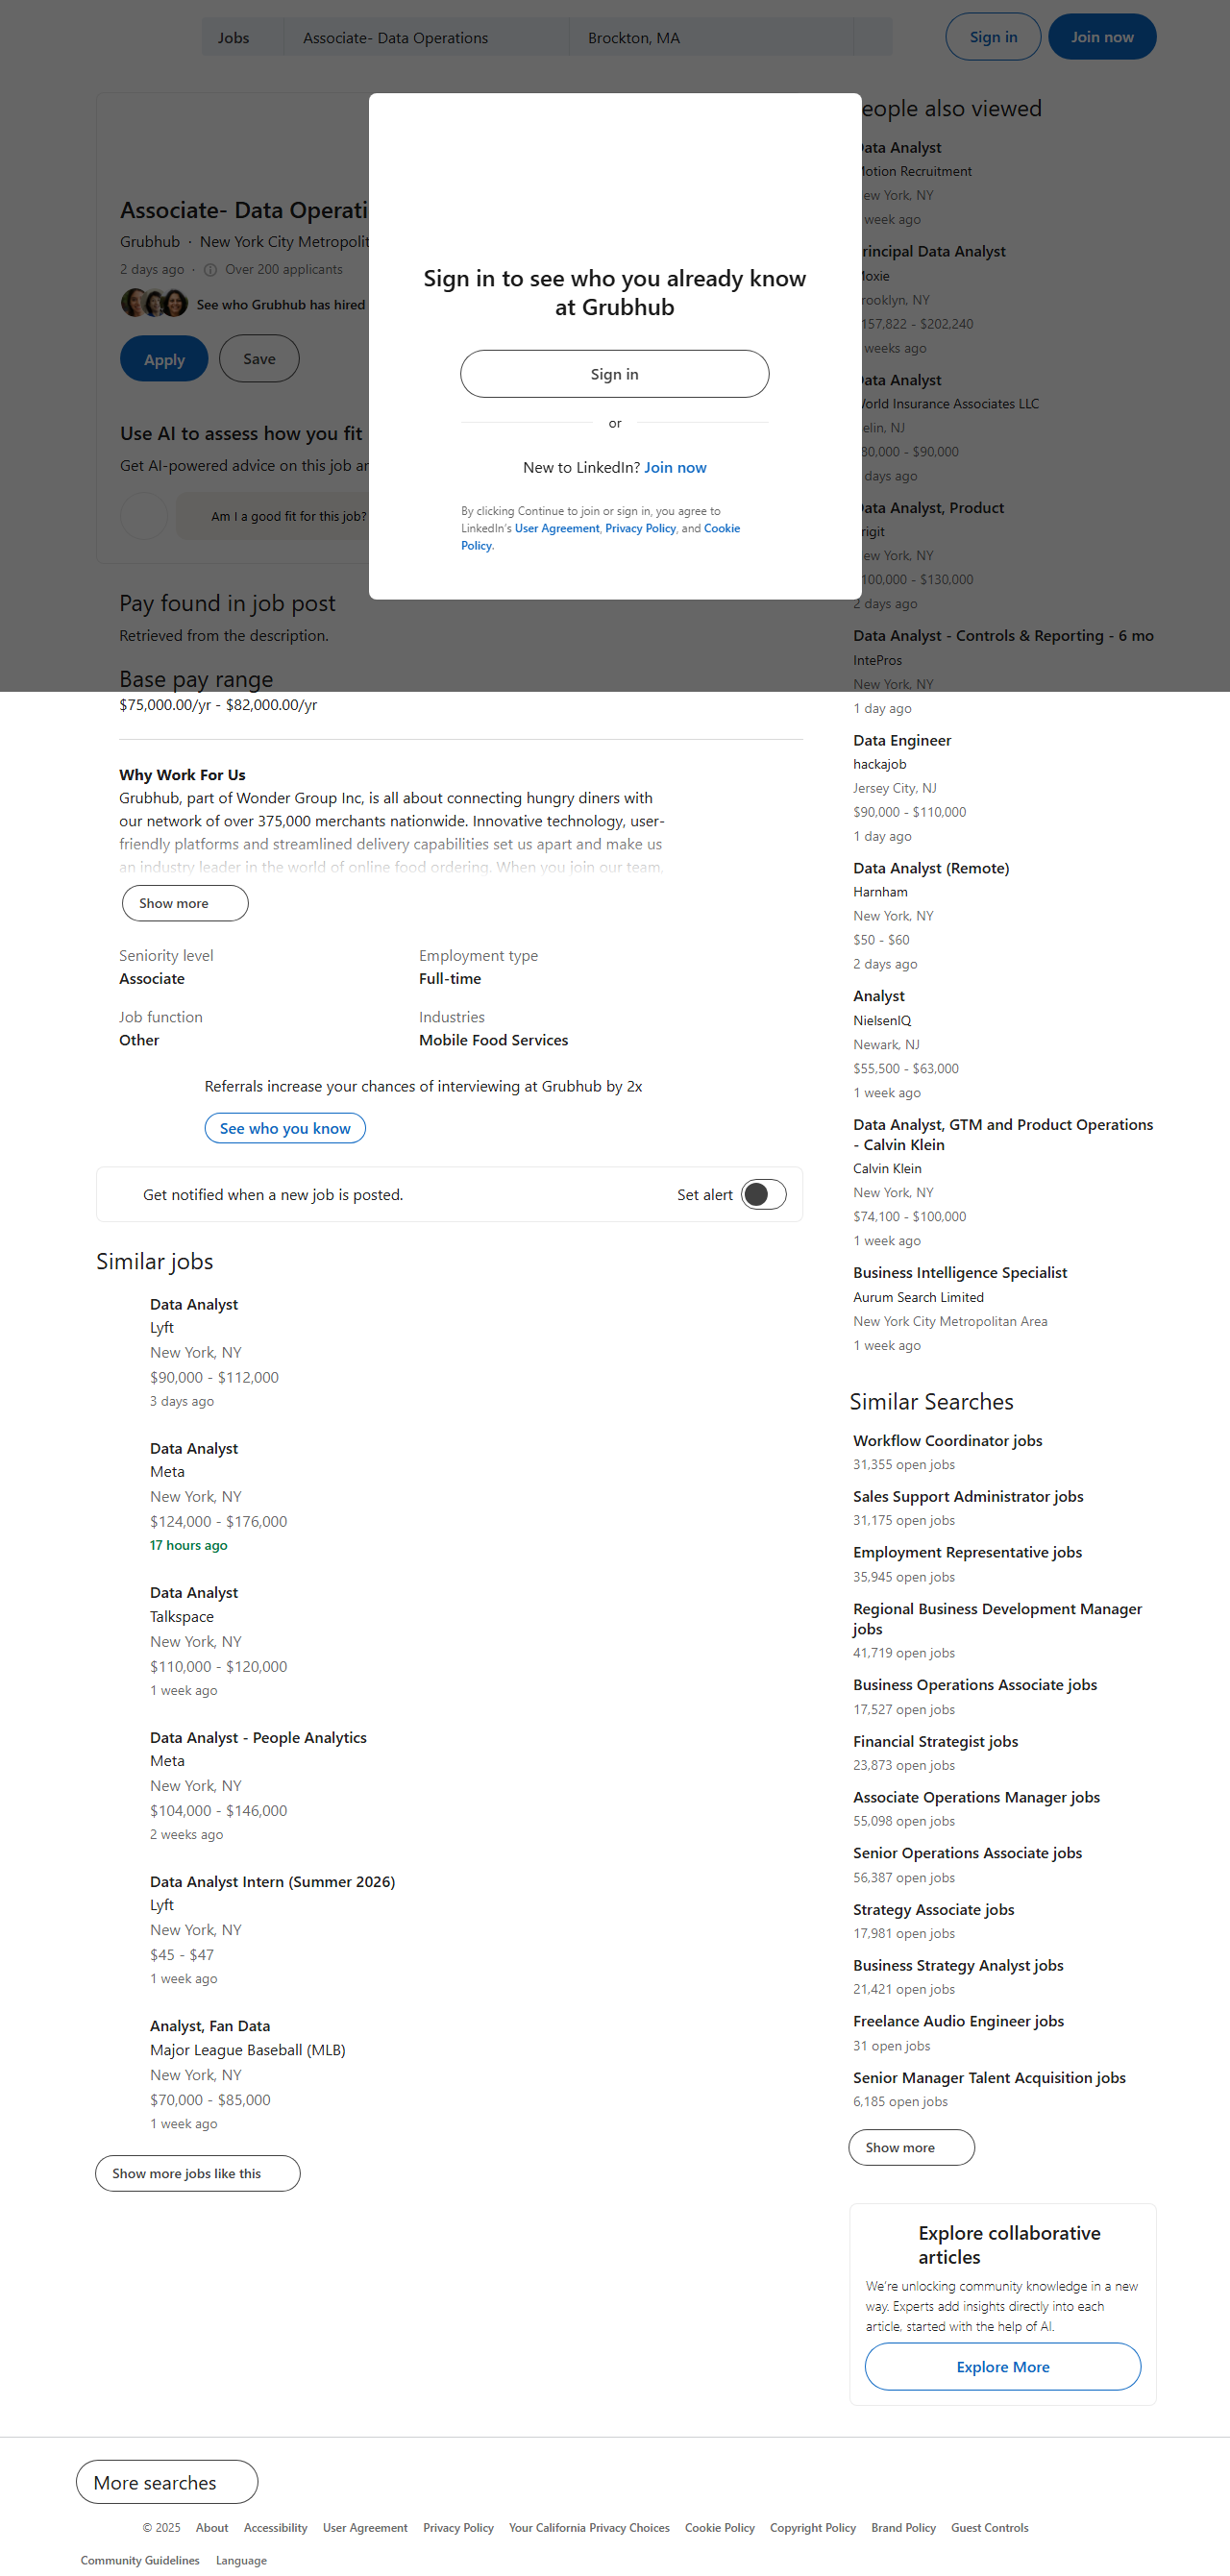 Jobs
Associate- Data Operations
Brockton, MA
Sign in
Join now
Associate- Data Operati
Grubhub · New York City Metropolit
2 days ago · Over 200 applicants
See who Grubhub has hired
Apply
Save
Use AI to assess how you fit
Get AI-powered advice on this job an
Am I a good fit for this job?
Sign in to see who you already know
at Grubhub
Sign in
or
New to LinkedIn? Join now
By clicking Continue to join or sign in, you agree to
LinkedIn's User Agreement, Privacy Policy, and Cookie
Policy.
Pay found in job post
Retrieved from the description.
Base pay range
$75,000.00/yr - $82,000.00/yr
Why Work For Us
Grubhub, part of Wonder Group Inc, is all about connecting hungry diners with
our network of over 375,000 merchants nationwide. Innovative technology, user-
friendly platforms and streamlined delivery capabilities set us apart and make us
an industry leader in the world of online food ordering. When you join our team,
Show more
Seniority level
Associate
Employment type
Full-time
Job function
Other
Industries
Mobile Food Services
Referrals increase your chances of interviewing at Grubhub by 2x
See who you know
Get notified when a new job is posted.
Set alert
Similar jobs
Data Analyst
Lyft
New York, NY
$90,000 - $112,000
3 days ago
Data Analyst
Meta
New York, NY
$124,000 - $176,000
17 hours ago
Data Analyst
Talkspace
New York, NY
$110,000 - $120,000
1 week ago
Data Analyst - People Analytics
Meta
New York, NY
$104,000 - $146,000
2 weeks ago
Data Analyst Intern (Summer 2026)
Lyft
New York, NY
$45 - $47
1 week ago
Analyst, Fan Data
Major League Baseball (MLB)
New York, NY
$70,000 - $85,000
1 week ago
Show more jobs like this
eople also viewed
ata Analyst
otion Recruitment
ew York, NY
week ago
rincipal Data Analyst
oxie
rooklyn, NY
157,822 - $202,240
weeks ago
ata Analyst
orld Insurance Associates LLC
elin, NJ
80,000 - $90,000
days ago
ata Analyst, Product
rigit
ew York, NY
100,000 - $130,000
2 days ago
Data Analyst - Controls & Reporting - 6 mo
IntePros
New York, NY
1 day ago
Data Engineer
hackajob
Jersey City, NJ
$90,000 - $110,000
1 day ago
Data Analyst (Remote)
Harnham
New York, NY
$50 - $60
2 days ago
Analyst
NielsenIQ
Newark, NJ
$55,500 - $63,000
1 week ago
Data Analyst, GTM and Product Operations
- Calvin Klein
Calvin Klein
New York, NY
$74,100 - $100,000
1 week ago
Business Intelligence Specialist
Aurum Search Limited
New York City Metropolitan Area
1 week ago
Similar Searches
Workflow Coordinator jobs
31,355 open jobs
Sales Support Administrator jobs
31,175 open jobs
Employment Representative jobs
35,945 open jobs
Regional Business Development Manager
jobs
41,719 open jobs
Business Operations Associate jobs
17,527 open jobs
Financial Strategist jobs
23,873 open jobs
Associate Operations Manager jobs
55,098 open jobs
Senior Operations Associate jobs
56,387 open jobs
Strategy Associate jobs
17,981 open jobs
Business Strategy Analyst jobs
21,421 open jobs
Freelance Audio Engineer jobs
31 open jobs
Senior Manager Talent Acquisition jobs
6,185 open jobs
Show more
Explore collaborative
articles
We're unlocking community knowledge in a new
way. Experts add insights directly into each
article, started with the help of AI.
Explore More
More searches
© 2025 About Accessibility User Agreement Privacy Policy Your California Privacy Choices Cookie Policy Copyright Policy Brand Policy Guest Controls
Community Guidelines Language